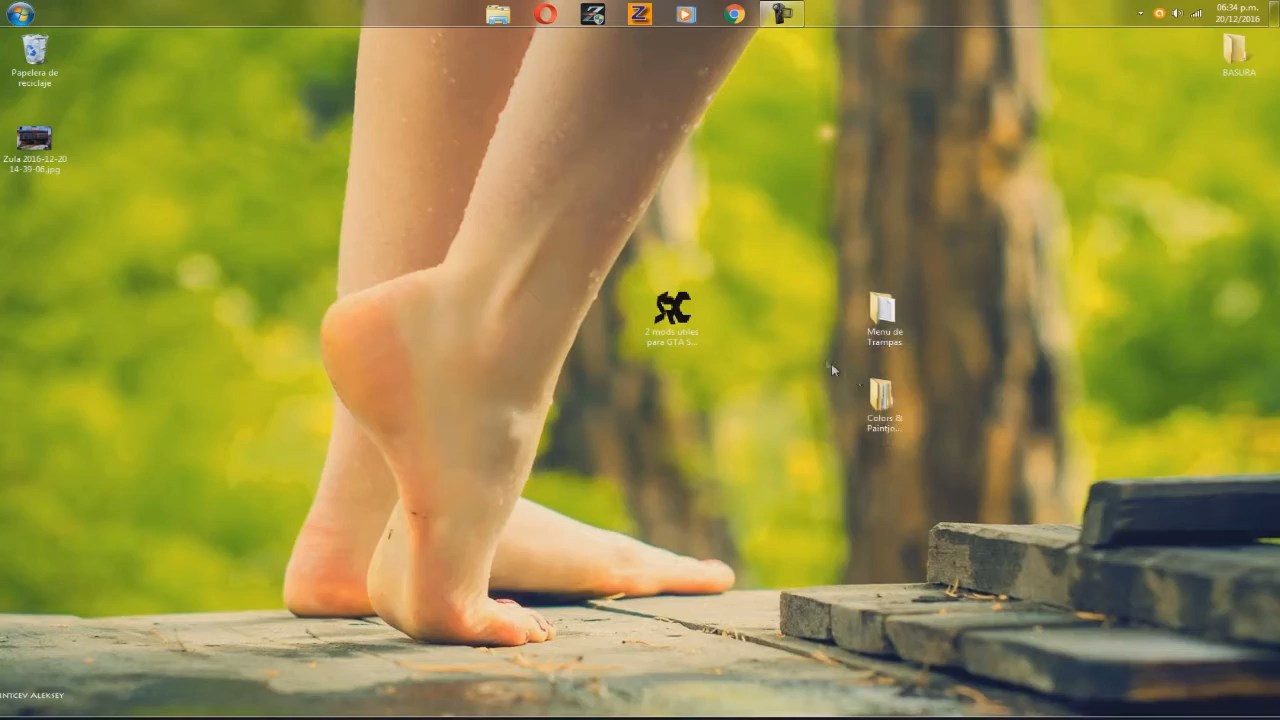 06:34 p.m.
20/12/2016
Papelera de
reciclaje
BASURA
Zula 2016-12-20
14-39-06.jpg
2 mods utiles
para GTA S...
Menu de
Trampas
Colors &
Paintjo...
ALEKSEY